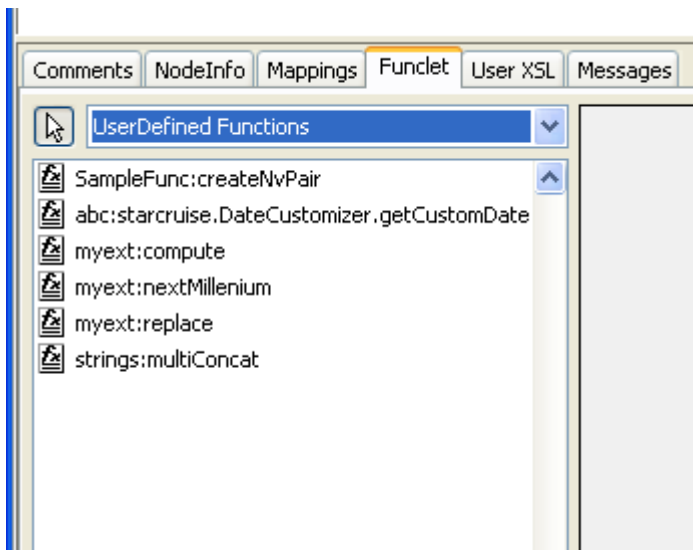 Comments NodeInfo Mappings Funclet User XSL Messages
UserDefined Functions
SampleFunc:createNvPair
abc:starcruise.DateCustomizer.getCustomDate
myext:compute
myext:nextMillenium
myext:replace
strings:multiConcat